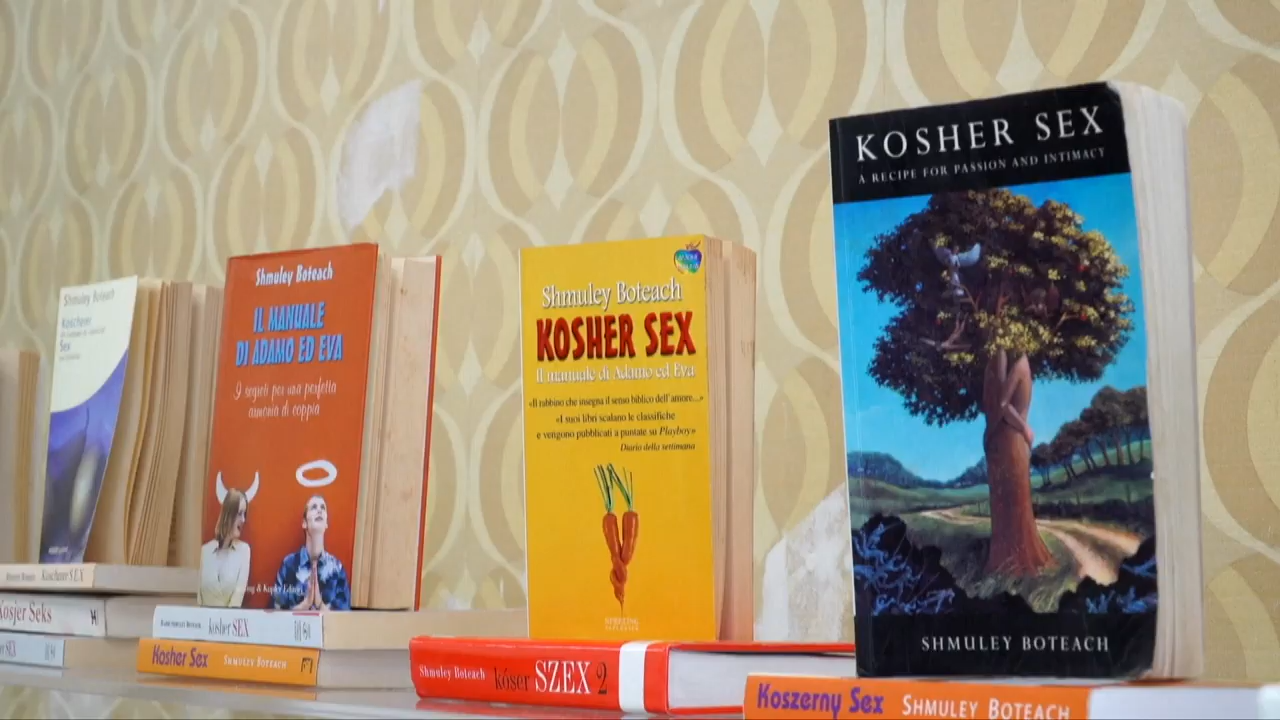 Shmuley Boteach
Koscherer
Sex
Shmuley Boteach
IL MANUALE
DI ADAMO ED EVA
I segreti per una perfetta
armonia di coppia
Shmuley Boteach
KOSHER SEX
Il manuale di Adamo ed Eva
«Il rabbino che insegna il senso biblico dell'amore...»
«I suoi libri scalano le classifiche
e vengono pubblicati a puntate su Playboy»
Diario della settimana
KOSHER SEX
A RECIPE FOR PASSION AND INTIMACY
SHMULEY BOTEACH
Koscherer SEX
Kosjer Seks
SEX
kosher SEX
Kosher Sex SHMULEY BOTEACH
Shmuley Boteach kóser SZEX 2
Koszerny Sex SHMULEY BOTEACH